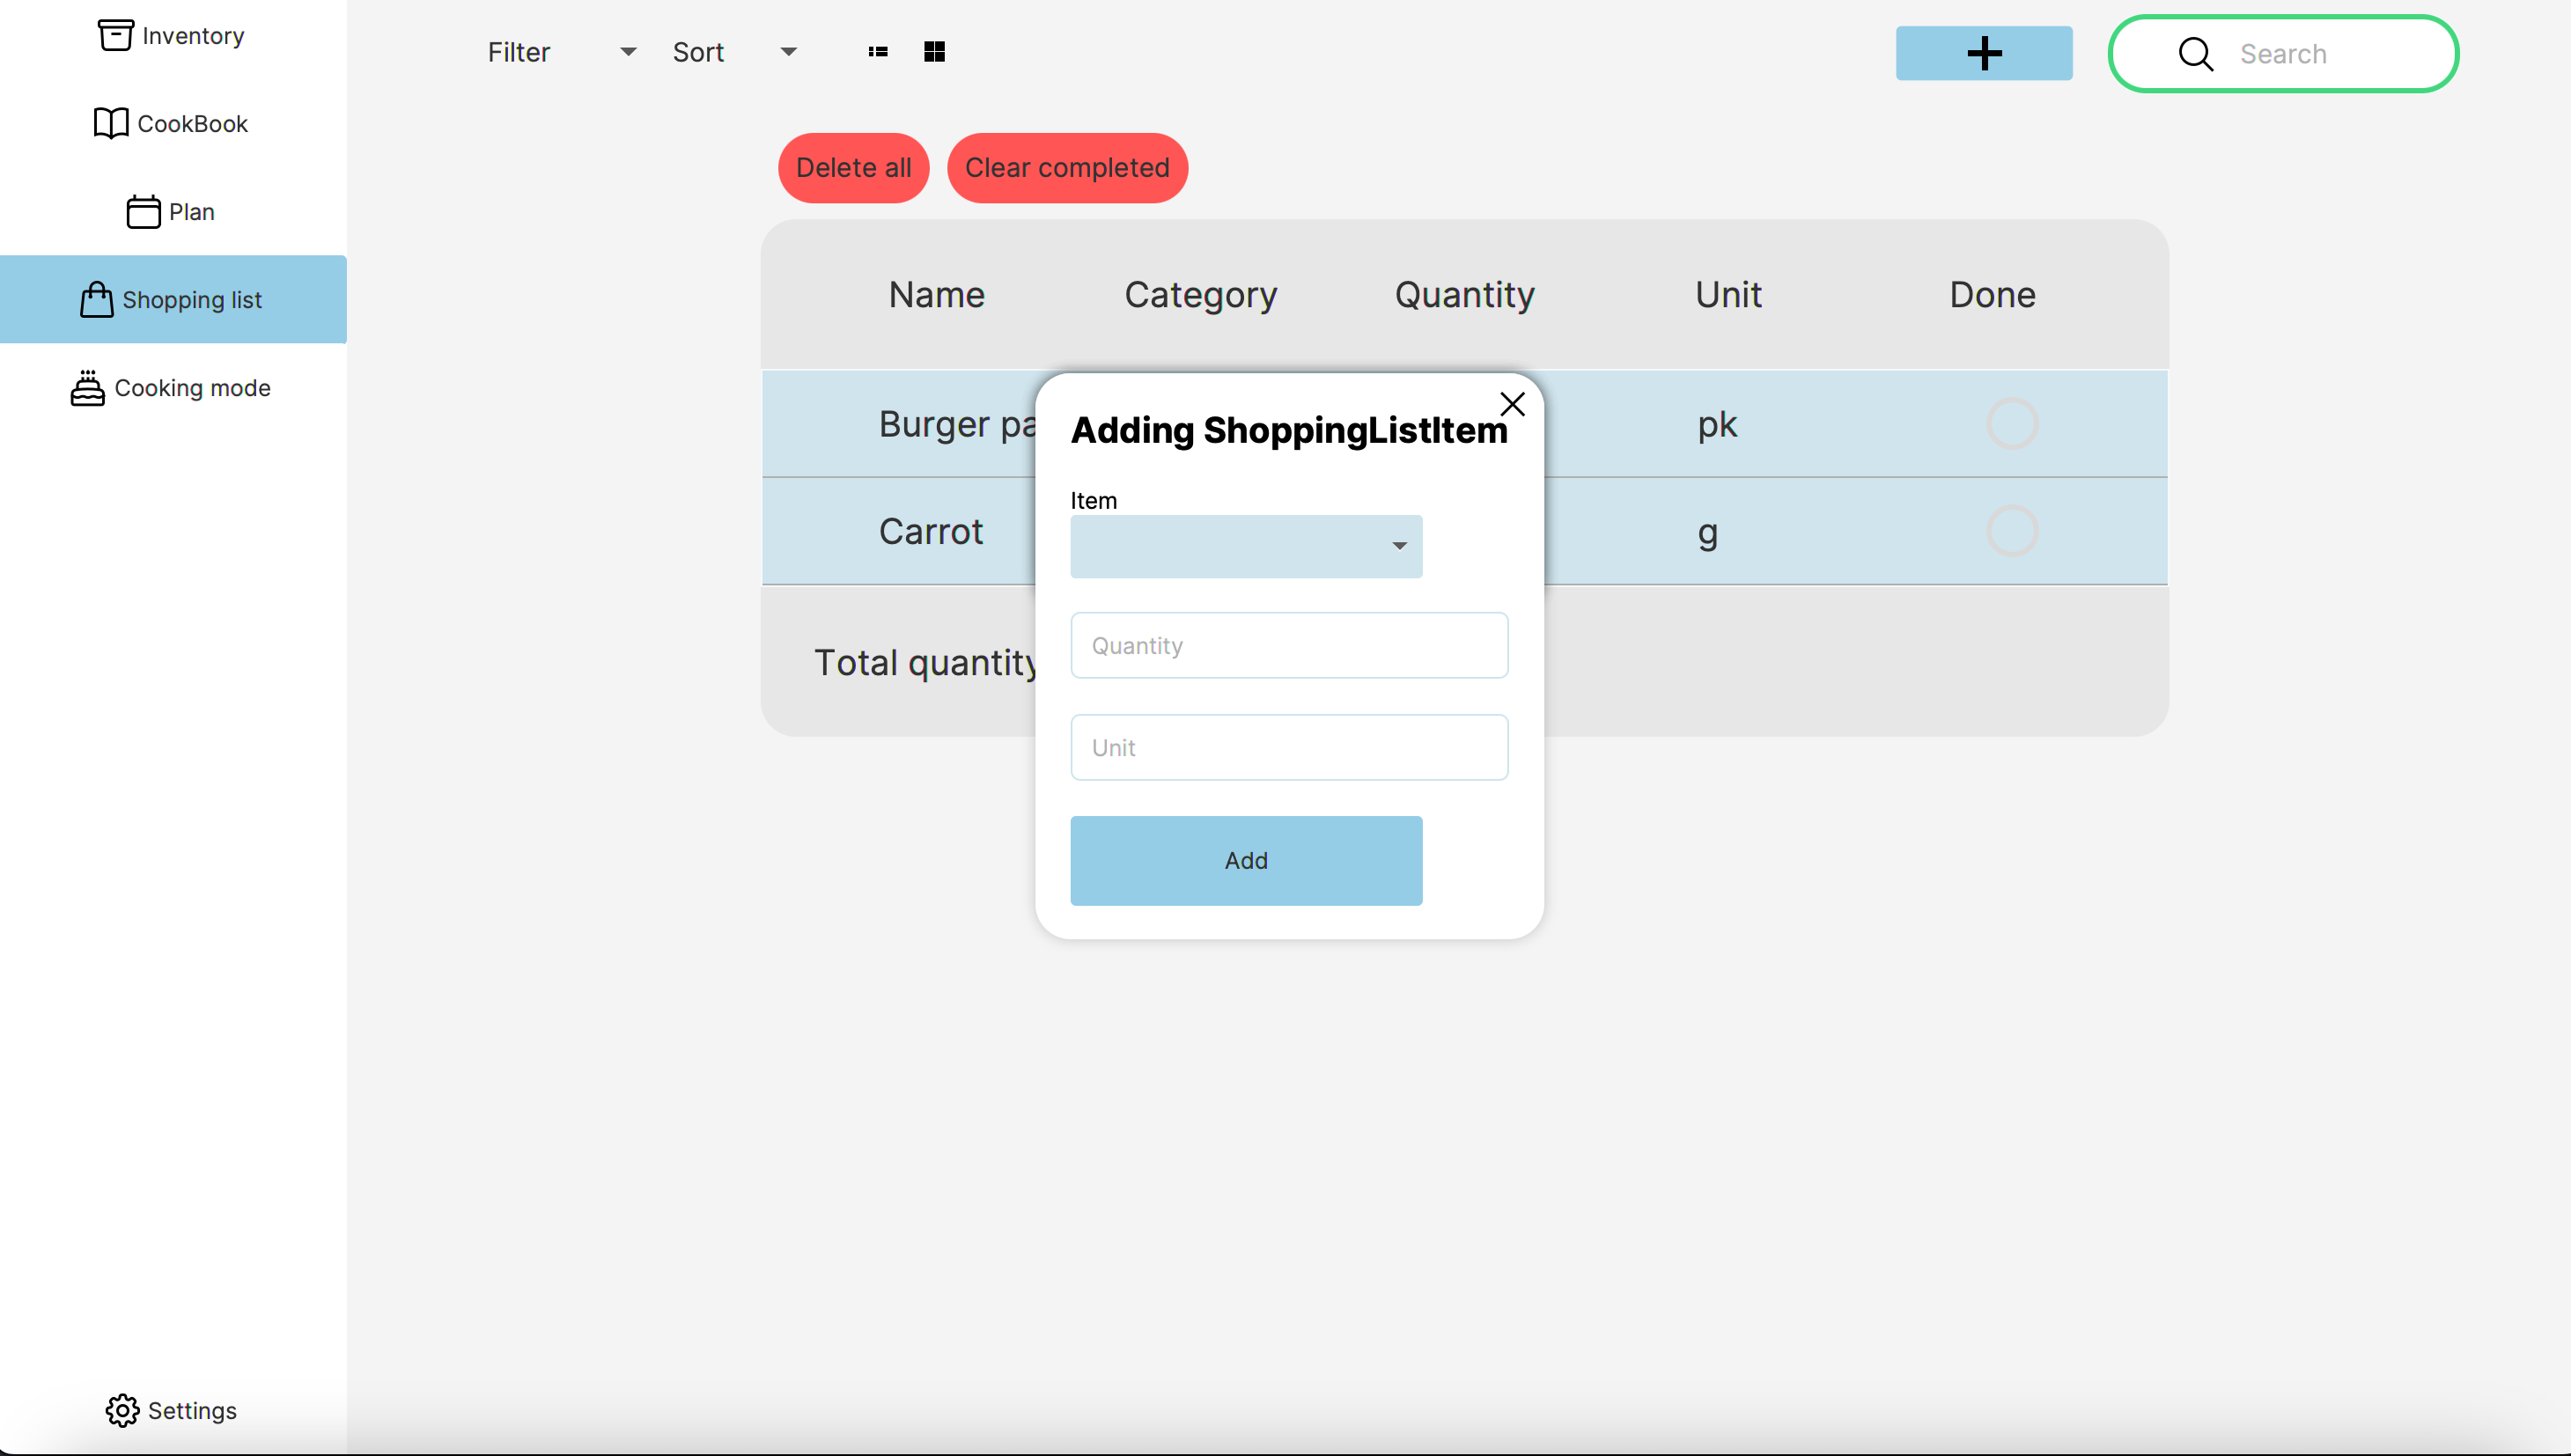 Inventory
CookBook
Plan
Shopping list
Cooking mode
Settings
Filter
Sort
Search
Delete all
Clear completed
Name Category Quantity Unit Done
Burger pa
pk
Carrot
g
Total quantity
Adding ShoppingListItem
Item
Quantity
Unit
Add